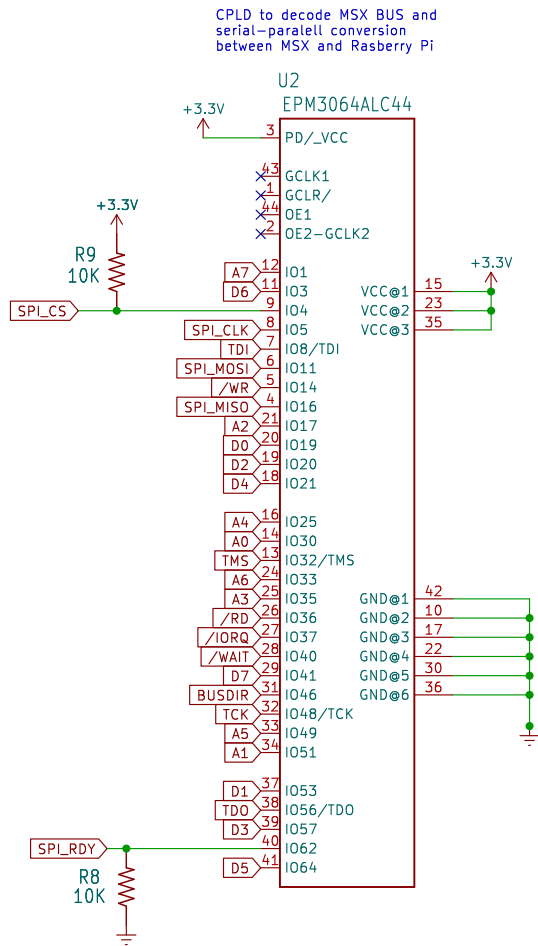 CPLD to decode MSX BUS and
serial-paralell conversion
between MSX and Rasberry Pi
U2
EPM3064ALC44
+3.3V
3 PD/_VCC
43 GCLK1
1 GCLR/
44 OE1
2 OE2-GCLK2
+3.3V
R9
10K
A7 12 IO1
D6 11 IO3
SPI_CS 9 IO4
SPI_CLK 8 IO5
TDI 7 IO8/TDI
SPI_MOSI 6 IO11
/WR 5 IO14
SPI_MISO 4 IO16
A2 21 IO17
D0 20 IO19
D2 19 IO20
D4 18 IO21
+3.3V
VCC@1 15
VCC@2 23
VCC@3 35
A4 16 IO25
A0 14 IO30
TMS 13 IO32/TMS
A6 24 IO33
A3 25 IO35
/RD 26 IO36
/IORQ 27 IO37
/WAIT 28 IO40
D7 29 IO41
BUSDIR 31 IO46
TCK 32 IO48/TCK
A5 33 IO49
A1 34 IO51
GND@1 42
GND@2 10
GND@3 17
GND@4 22
GND@5 30
GND@6 36
D1 37 IO53
TDO 38 IO56/TDO
D3 39 IO57
SPI_RDY 40 IO62
D5 41 IO64
R8
10K